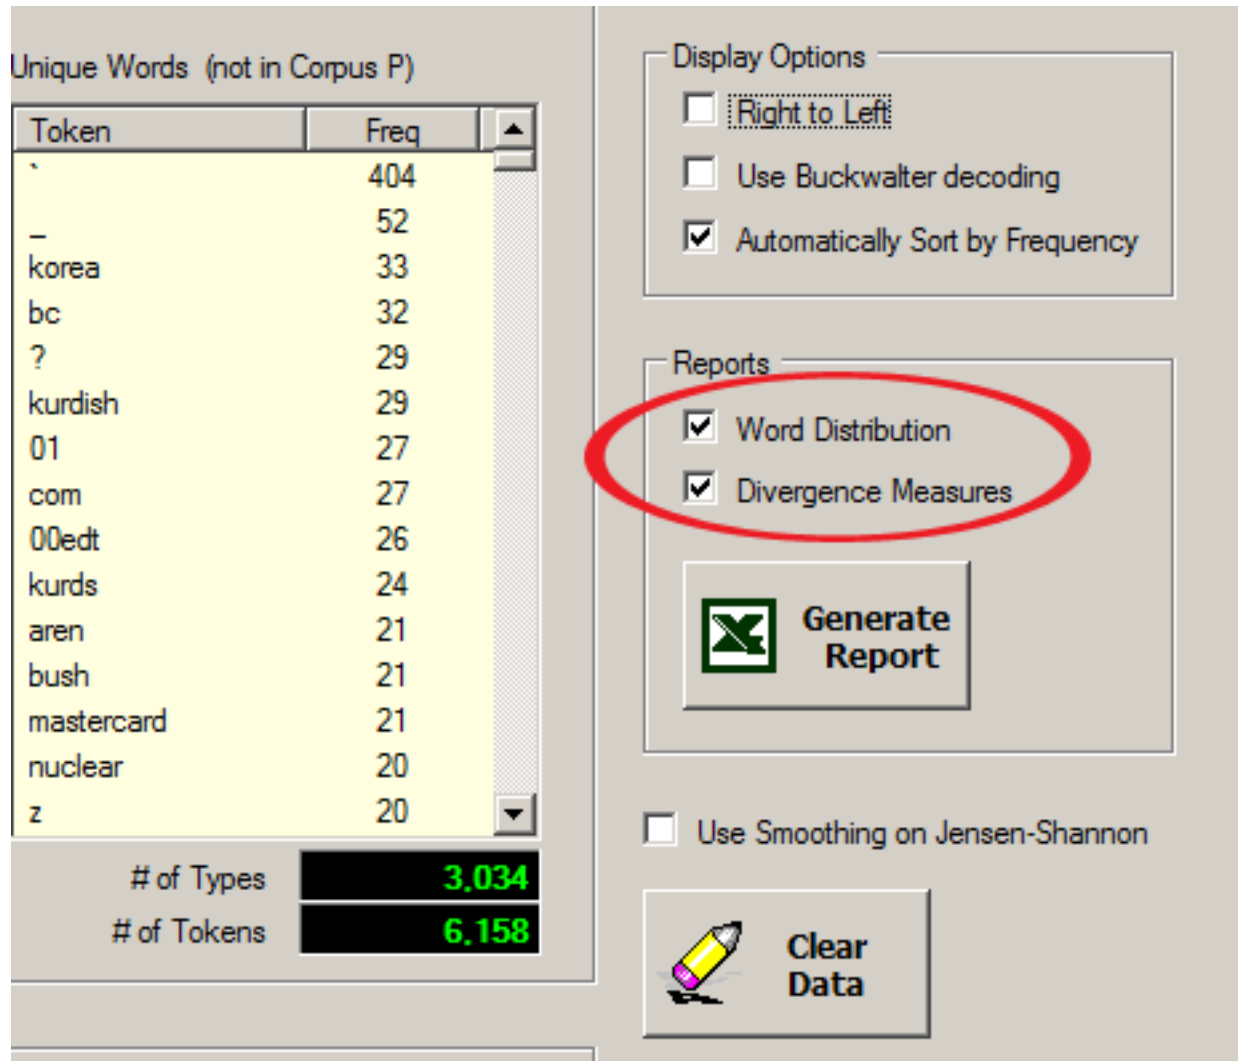 Unique Words (not in Corpus P)
Token Freq
` 404
_ 52
korea 33
bc 32
? 29
kurdish 29
01 27
com 27
00edt 26
kurds 24
aren 21
bush 21
mastercard 21
nuclear 20
z 20
# of Types 3,034
# of Tokens 6,158
Display Options
Right to Left
Use Buckwalter decoding
Automatically Sort by Frequency
Reports
Word Distribution
Divergence Measures
Generate
Report
Use Smoothing on Jensen-Shannon
Clear
Data